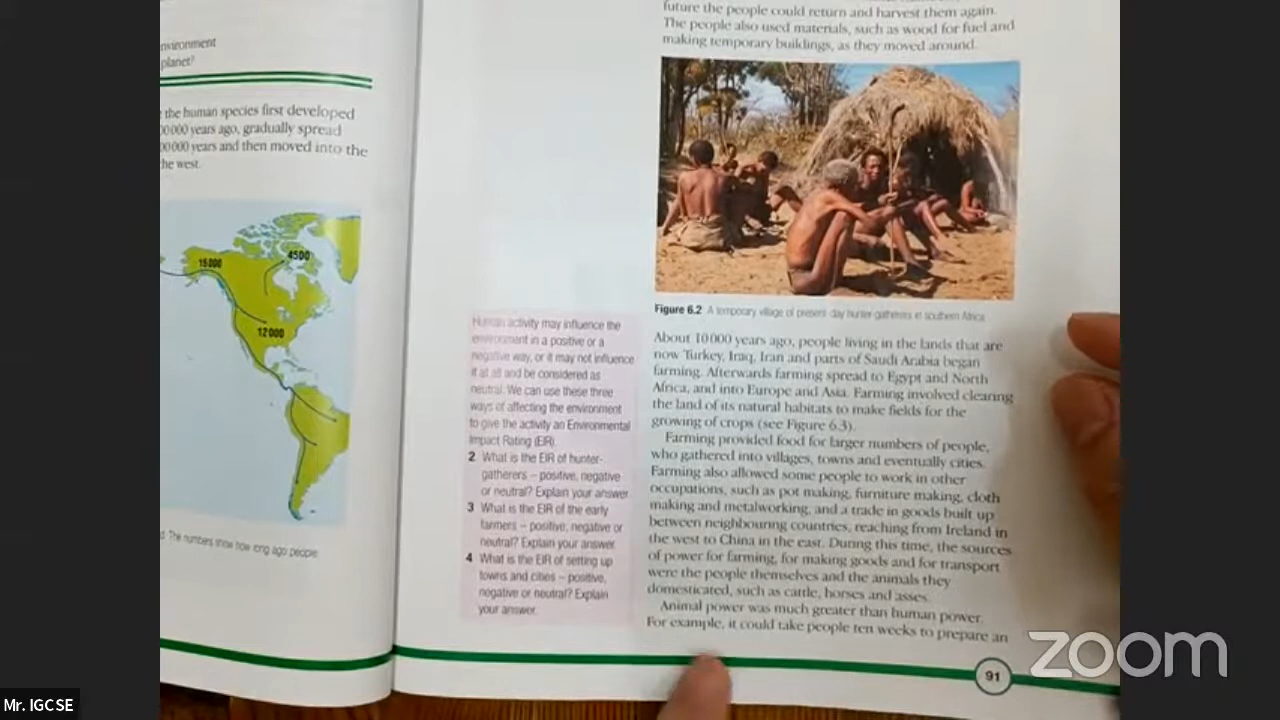 nvironment
planet?
the human species first developed
0000 years ago, gradually spread
00000 years and then moved into the
he west.
15000
4500
12000
d. The numbers show how long ago people
future the people could return and harvest them again.
The people also used materials, such as wood for fuel and
making temporary buildings, as they moved around.
Figure 6.2 A temporary village of present-day hunter-gatherers in southern Africa
Human activity may influence the
environment in a positive or a
negative way, or it may not influence
it at all and be considered as
neutral. We can use these three
ways of affecting the environment
to give the activity an Environmental
Impact Rating (EIR).
2 What is the EIR of hunter-
gatherers – positive, negative
or neutral? Explain your answer.
3 What is the EIR of the early
farmers – positive, negative or
neutral? Explain your answer.
4 What is the EIR of setting up
towns and cities – positive,
negative or neutral? Explain
your answer.
About 10000 years ago, people living in the lands that are
now Turkey, Iraq, Iran and parts of Saudi Arabia began
farming. Afterwards farming spread to Egypt and North
Africa, and into Europe and Asia. Farming involved clearing
the land of its natural habitats to make fields for the
growing of crops (see Figure 6.3).
Farming provided food for larger numbers of people,
who gathered into villages, towns and eventually cities.
Farming also allowed some people to work in other
occupations, such as pot making, furniture making, cloth
making and metalworking, and a trade in goods built up
between neighbouring countries, reaching from Ireland in
the west to China in the east. During this time, the sources
of power for farming, for making goods and for transport
were the people themselves and the animals they
domesticated, such as cattle, horses and asses.
Animal power was much greater than human power.
For example, it could take people ten weeks to prepare an
91
zoom
Mr. IGCSE